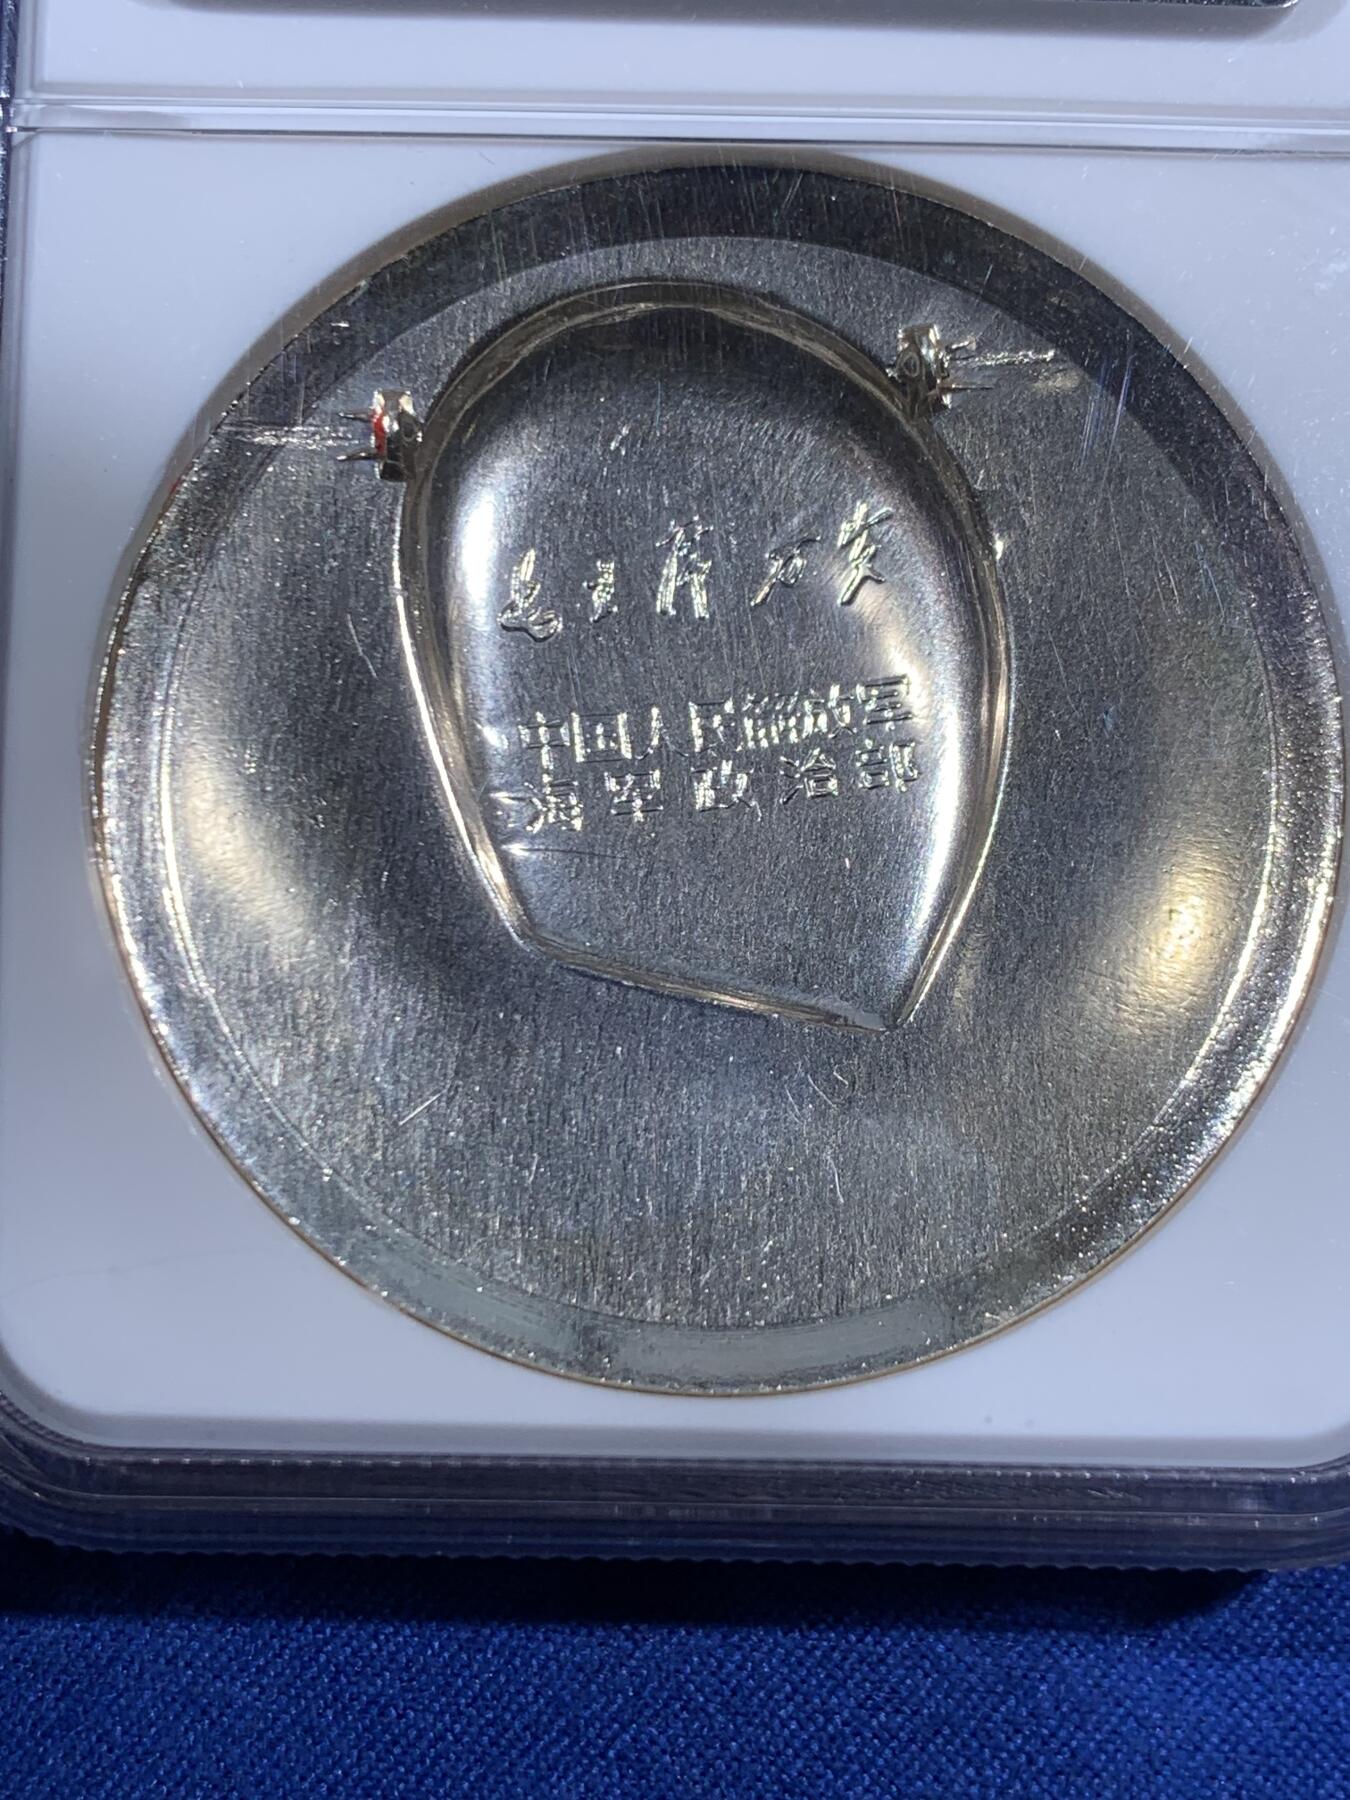 毛主席万岁
中国人民解放军
海军政治部